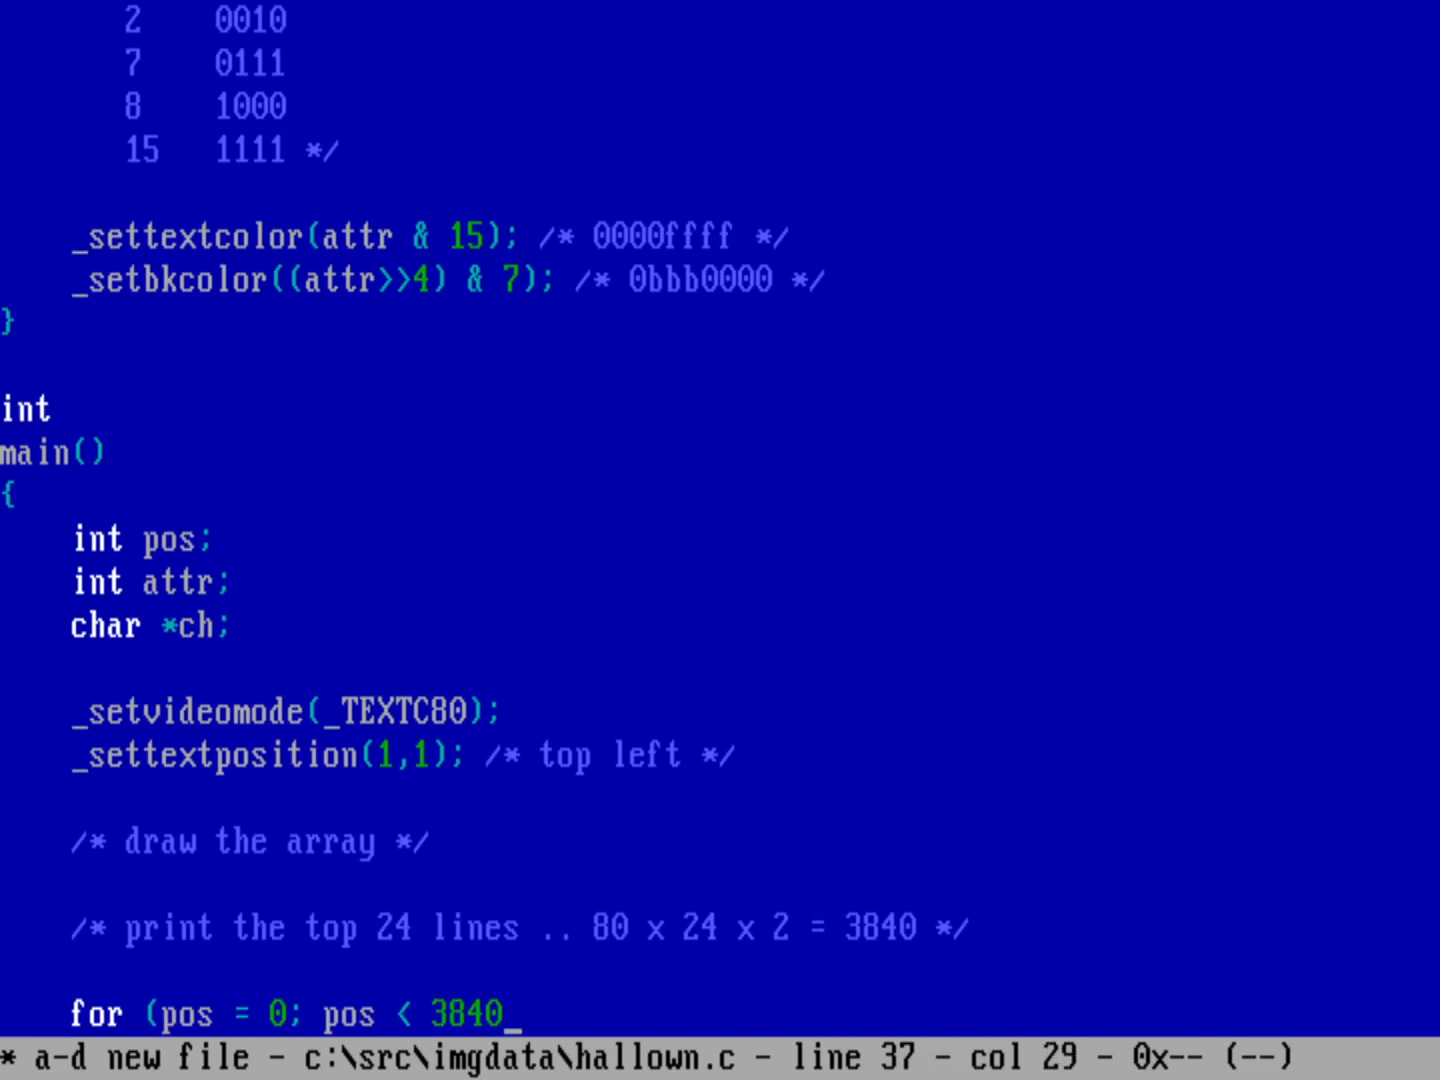 2 0010
7 0111
8 1000
15 1111 */
_settextcolor(attr & 15); /* 0000ffff */
_setbkcolor((attr>>4) & 7); /* 0bbb0000 */
}
int
main()
{
int pos;
int attr;
char *ch;
_setvideomode(_TEXTC80);
_settextposition(1,1); /* top left */
/* draw the array */
/* print the top 24 lines .. 80 x 24 x 2 = 3840 */
for (pos = 0; pos < 3840_
* a-d new file - c:\src\imgdata\hallown.c - line 37 - col 29 - 0x-- (--)